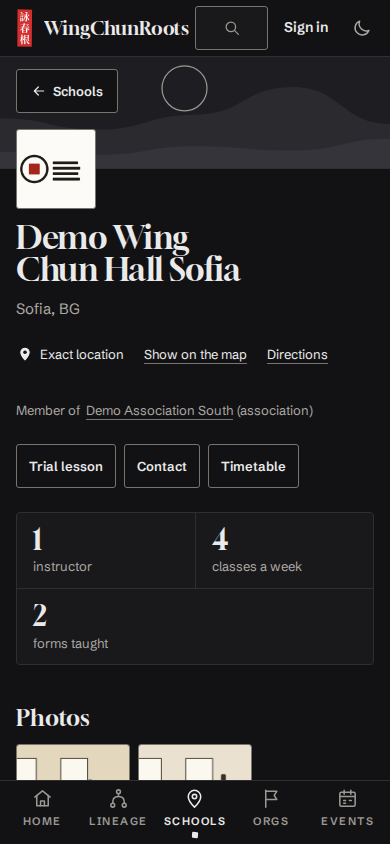 詠春根
WingChunRoots
Sign in
Schools
Demo Wing
Chun Hall Sofia
Sofia, BG
Exact location
Show on the map
Directions
Member of Demo Association South (association)
Trial lesson
Contact
Timetable
1
instructor
4
classes a week
2
forms taught
Photos
HOME
LINEAGE
SCHOOLS
ORGS
EVENTS